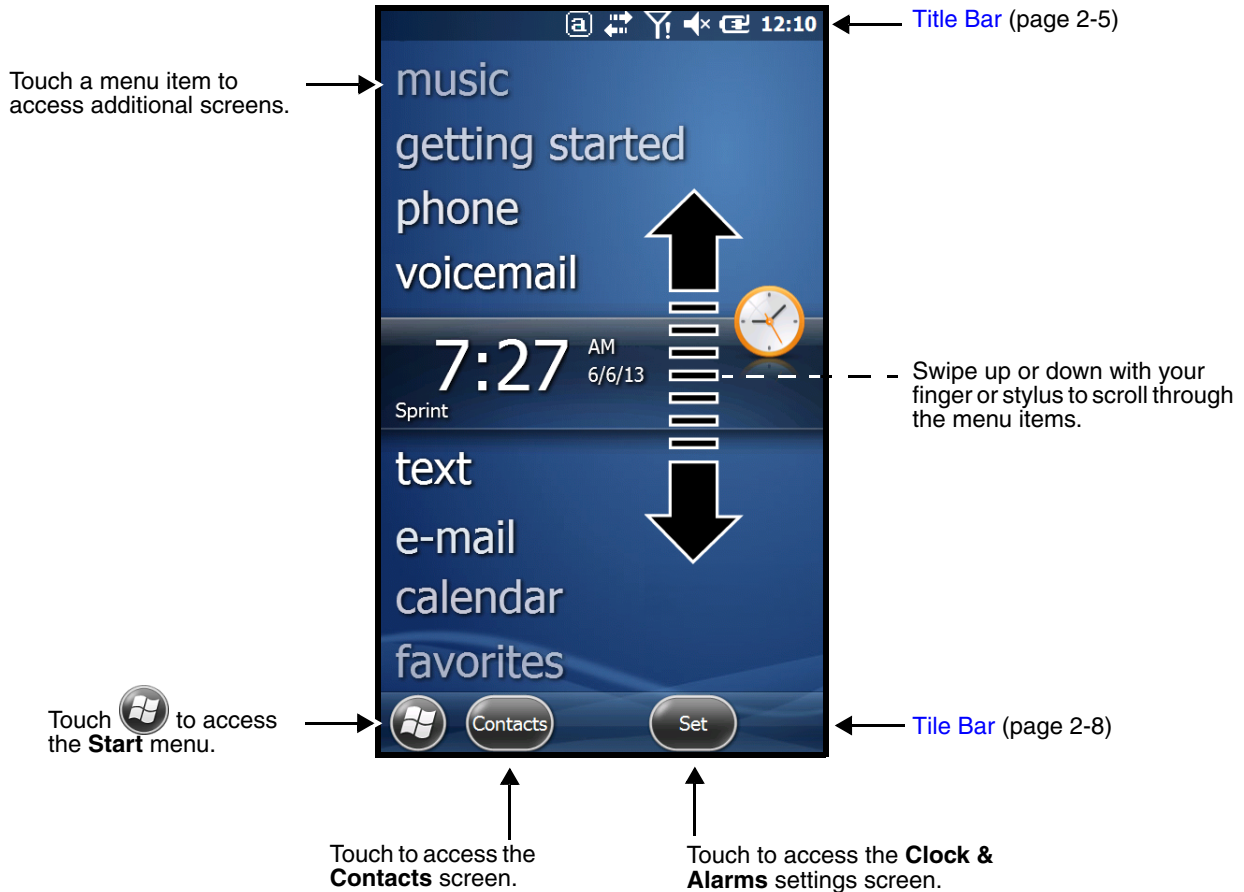 12:10
Title Bar (page 2-5)
Touch a menu item to
access additional screens.
music
getting started
phone
voicemail
7:27
AM
6/6/13
Sprint
Swipe up or down with your
finger or stylus to scroll through
the menu items.
text
e-mail
calendar
favorites
Touch to access
the Start menu.
Contacts
Set
Tile Bar (page 2-8)
Touch to access the
Contacts screen.
Touch to access the Clock &
Alarms settings screen.